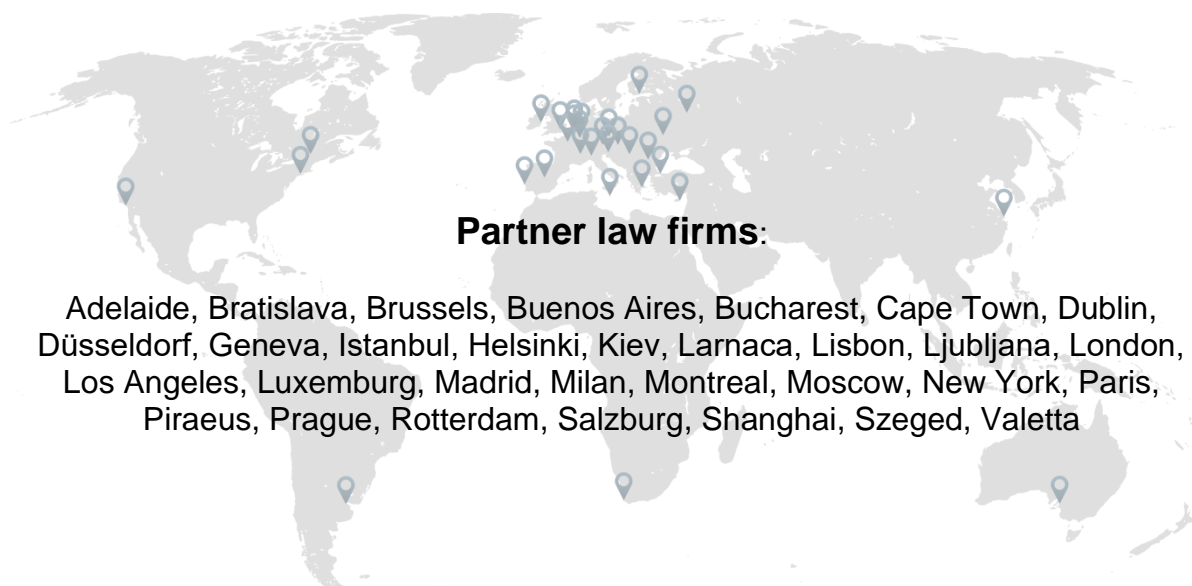 Partner law firms:
Adelaide, Bratislava, Brussels, Buenos Aires, Bucharest, Cape Town, Dublin,
Düsseldorf, Geneva, Istanbul, Helsinki, Kiev, Larnaca, Lisbon, Ljubljana, London,
Los Angeles, Luxemburg, Madrid, Milan, Montreal, Moscow, New York, Paris,
Piraeus, Prague, Rotterdam, Salzburg, Shanghai, Szeged, Valetta